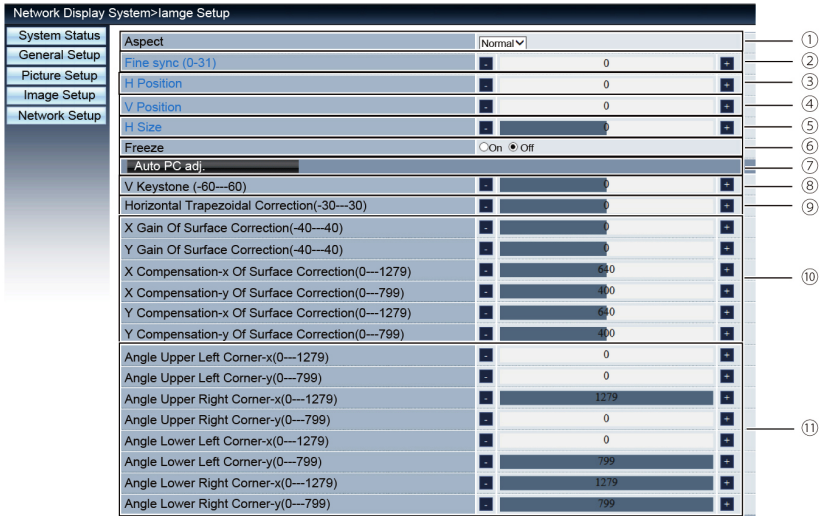 Network Display System>Iamge Setup
System Status
General Setup
Picture Setup
Image Setup
Network Setup
Aspect Normal ①
Fine sync (0-31) - 0 + ②
H Position - 0 + ③
V Position - 0 + ④
H Size - 0 + ⑤
Freeze On Off ⑥
Auto PC adj. ⑦
V Keystone (-60---60) - 0 + ⑧
Horizontal Trapezoidal Correction(-30---30) - 0 + ⑨
X Gain Of Surface Correction(-40---40) - 0 +
Y Gain Of Surface Correction(-40---40) - 0 +
X Compensation-x Of Surface Correction(0---1279) - 640 + ⑩
X Compensation-y Of Surface Correction(0---799) - 400 +
Y Compensation-x Of Surface Correction(0---1279) - 640 +
Y Compensation-y Of Surface Correction(0---799) - 400 +
Angle Upper Left Corner-x(0---1279) - 0 +
Angle Upper Left Corner-y(0---799) - 0 +
Angle Upper Right Corner-x(0---1279) - 1279 +
Angle Upper Right Corner-y(0---799) - 0 + ⑪
Angle Lower Left Corner-x(0---1279) - 0 +
Angle Lower Left Corner-y(0---799) - 799 +
Angle Lower Right Corner-x(0---1279) - 1279 +
Angle Lower Right Corner-y(0---799) - 799 +